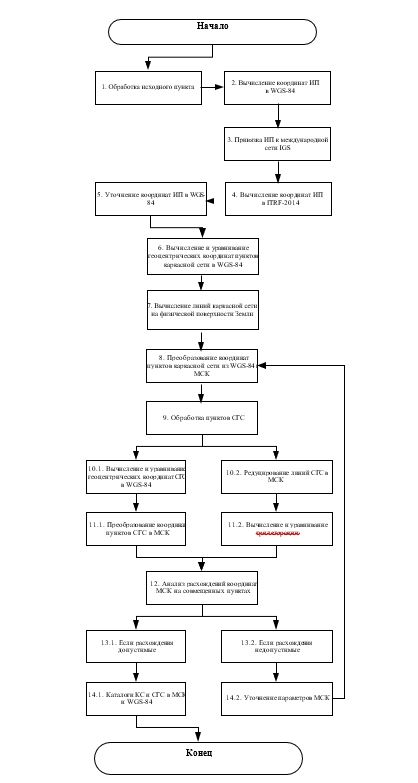 Начало
1. Обработка исходного пункта
2. Вычисление координат ИП
в WGS-84
3. Привязка ИП к международной
сети IGS
5. Уточнение координат ИП в WGS-
84
4. Вычисление координат ИП
в ITRF-2014
6. Вычисление и уравнивание
геоцентрических координат пунктов
каркасной сети в WGS-84
7. Вычисление линий каркасной сети
на физической поверхности Земли
8. Преобразование координат
пунктов каркасной сети из WGS-84 в
МСК
9. Обработка пунктов СГС
10.1. Вычисление и уравнивание
геоцентрических координат СГС
в WGS-84
10.2. Редуцирование линий СГС в
МСК
11.1. Преобразование координат
пунктов СГС в МСК
11.2. Вычисление и уравнивание
12. Анализ расхождений координат
МСК на совмещенных пунктах
13.1. Если расхождения
допустимые
13.2. Если расхождения
недопустимые
14.1. Каталоги КС и СГС в МСК
и WGS-84
14.2. Уточнение параметров МСК
Конец